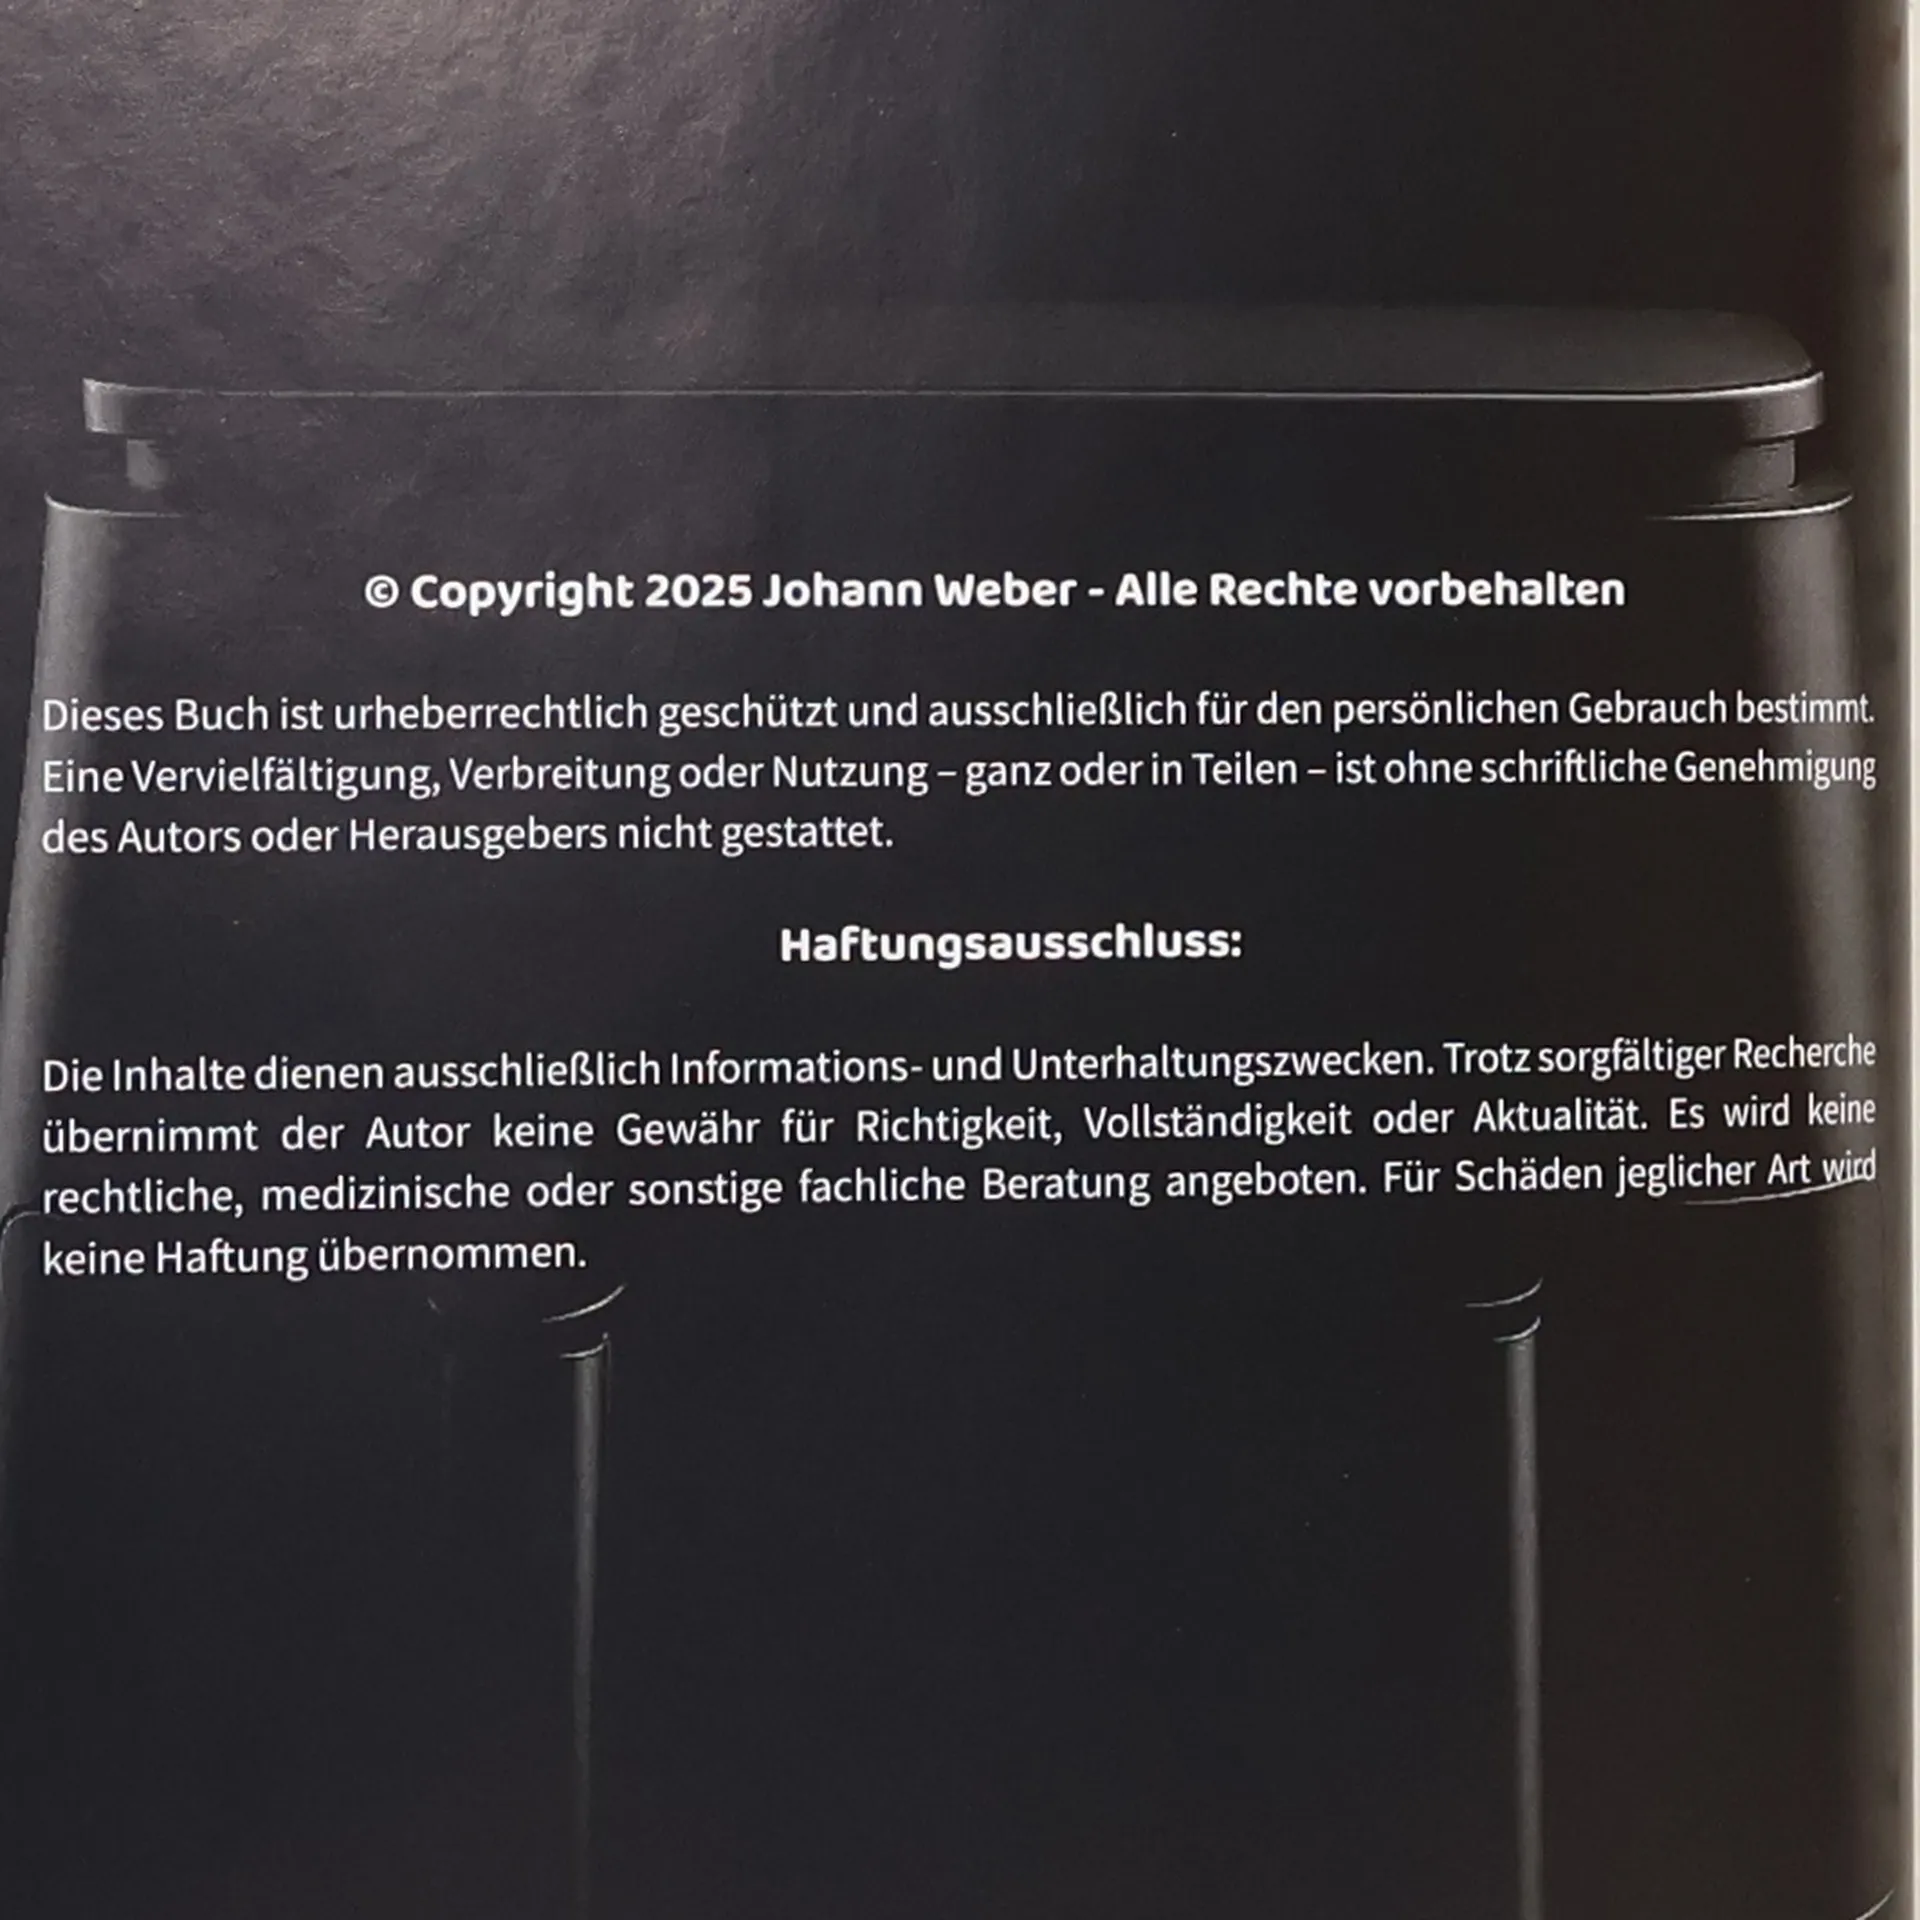 © Copyright 2025 Johann Weber - Alle Rechte vorbehalten
Dieses Buch ist urheberrechtlich geschützt und ausschließlich für den persönlichen Gebrauch bestimmt.
Eine Vervielfältigung, Verbreitung oder Nutzung – ganz oder in Teilen – ist ohne schriftliche Genehmigung
des Autors oder Herausgebers nicht gestattet.
Haftungsausschluss:
Die Inhalte dienen ausschließlich Informations- und Unterhaltungszwecken. Trotz sorgfältiger Recherche
übernimmt der Autor keine Gewähr für Richtigkeit, Vollständigkeit oder Aktualität. Es wird keine
rechtliche, medizinische oder sonstige fachliche Beratung angeboten. Für Schäden jeglicher Art wird
keine Haftung übernommen.